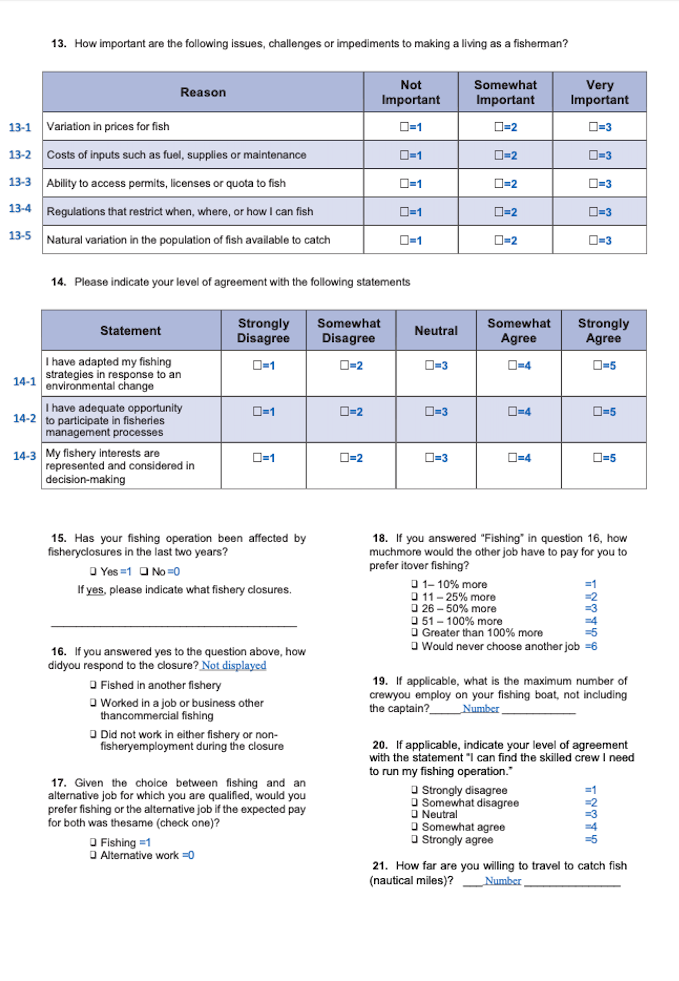 13. How important are the following issues, challenges or impediments to making a living as a fisherman?
Reason Not Important Somewhat Important Very Important
13-1 Variation in prices for fish ☐=1 ☐=2 ☐=3
13-2 Costs of inputs such as fuel, supplies or maintenance ☐=1 ☐=2 ☐=3
13-3 Ability to access permits, licenses or quota to fish ☐=1 ☐=2 ☐=3
13-4 Regulations that restrict when, where, or how I can fish ☐=1 ☐=2 ☐=3
13-5 Natural variation in the population of fish available to catch ☐=1 ☐=2 ☐=3
14. Please indicate your level of agreement with the following statements
Statement Strongly Disagree Somewhat Disagree Neutral Somewhat Agree Strongly Agree
14-1 I have adapted my fishing strategies in response to an environmental change ☐=1 ☐=2 ☐=3 ☐=4 ☐=5
14-2 I have adequate opportunity to participate in fisheries management processes ☐=1 ☐=2 ☐=3 ☐=4 ☐=5
14-3 My fishery interests are represented and considered in decision-making ☐=1 ☐=2 ☐=3 ☐=4 ☐=5
15. Has your fishing operation been affected by
fisheryclosures in the last two years?
❑ Yes =1 ❑ No =0
If yes, please indicate what fishery closures.
16. If you answered yes to the question above, how
didyou respond to the closure? Not displayed
❑ Fished in another fishery
❑ Worked in a job or business other
thancommercial fishing
❑ Did not work in either fishery or non-
fisheryemployment during the closure
17. Given the choice between fishing and an
alternative job for which you are qualified, would you
prefer fishing or the alternative job if the expected pay
for both was thesame (check one)?
❑ Fishing =1
❑ Alternative work =0
18. If you answered "Fishing" in question 16, how
muchmore would the other job have to pay for you to
prefer itover fishing?
❑ 1– 10% more =1
❑ 11 – 25% more =2
❑ 26 – 50% more =3
❑ 51 – 100% more =4
❑ Greater than 100% more =5
❑ Would never choose another job =6
19. If applicable, what is the maximum number of
crewyou employ on your fishing boat, not including
the captain? Number
20. If applicable, indicate your level of agreement
with the statement "I can find the skilled crew I need
to run my fishing operation."
❑ Strongly disagree =1
❑ Somewhat disagree =2
❑ Neutral =3
❑ Somewhat agree =4
❑ Strongly agree =5
21. How far are you willing to travel to catch fish
(nautical miles)? Number